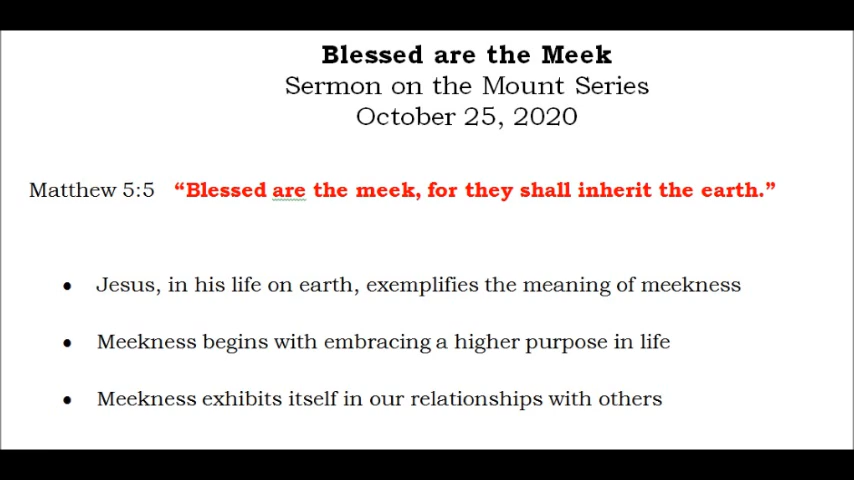 Blessed are the Meek
Sermon on the Mount Series
October 25, 2020
Matthew 5:5 “Blessed are the meek, for they shall inherit the earth.”
• Jesus, in his life on earth, exemplifies the meaning of meekness
• Meekness begins with embracing a higher purpose in life
• Meekness exhibits itself in our relationships with others